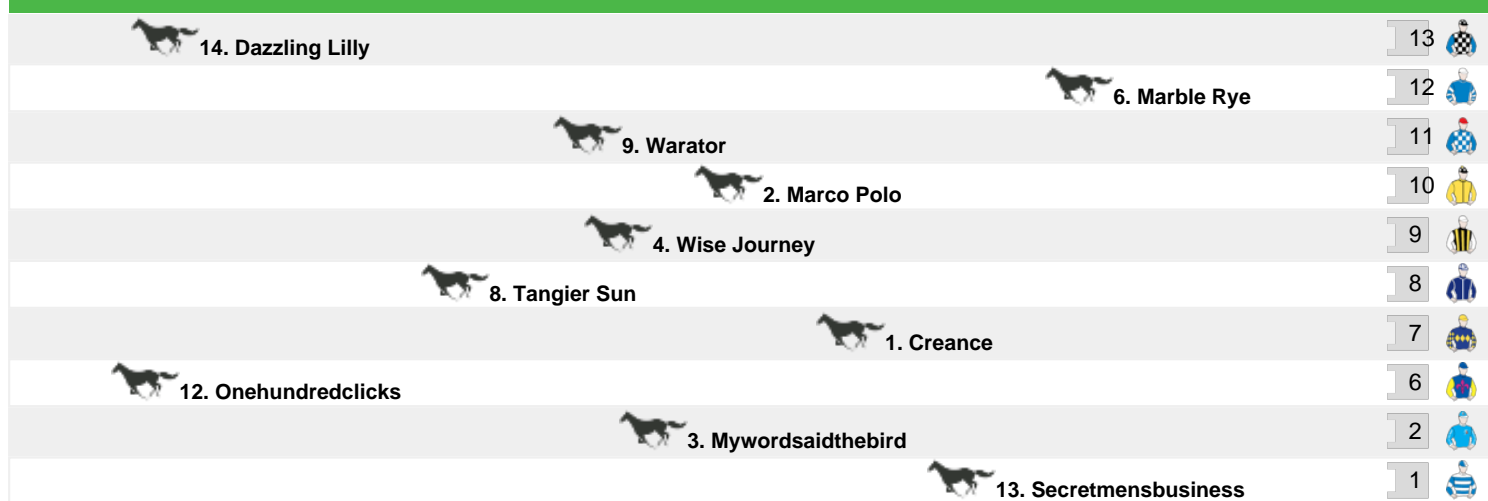 14. Dazzling Lilly 13
6. Marble Rye 12
9. Warator 11
2. Marco Polo 10
4. Wise Journey 9
8. Tangier Sun 8
1. Creance 7
12. Onehundredclicks 6
3. Mywordsaidthebird 2
13. Secretmensbusiness 1